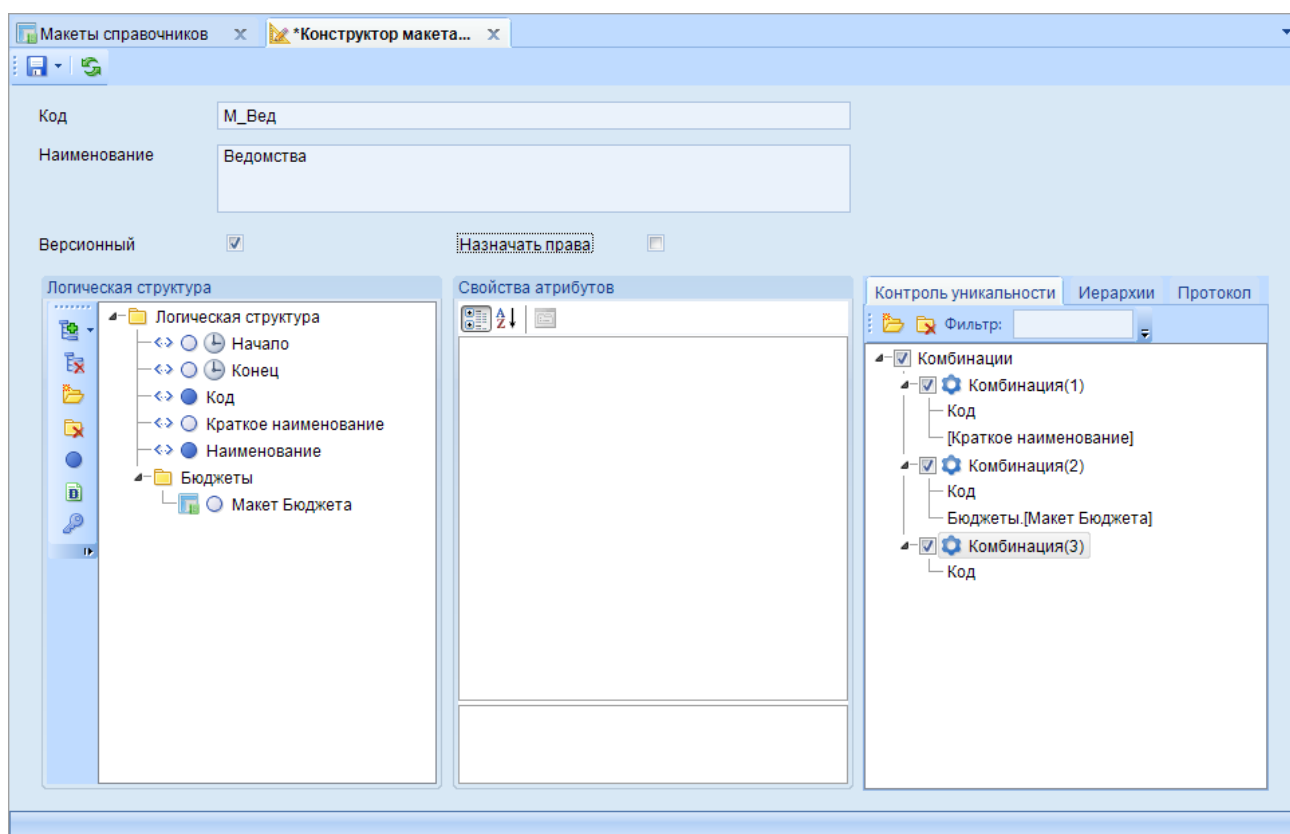 Макеты справочников
*Конструктор макета...
Код
М_Вед
Наименование
Ведомства
Версионный
Назначать права
Логическая структура
Логическая структура
Начало
Конец
Код
Краткое наименование
Наименование
Бюджеты
Макет Бюджета
Свойства атрибутов
Контроль уникальности Иерархии Протокол
Фильтр:
Комбинации
Комбинация(1)
Код
[Краткое наименование]
Комбинация(2)
Код
Бюджеты.[Макет Бюджета]
Комбинация(3)
Код